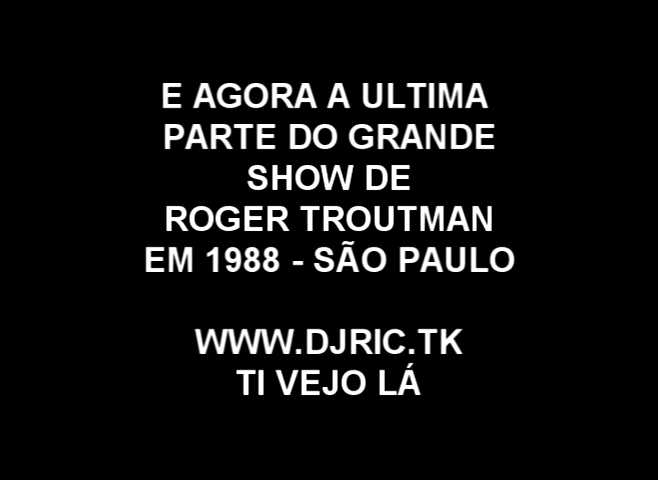 E AGORA A ULTIMA
PARTE DO GRANDE
SHOW DE
ROGER TROUTMAN
EM 1988 - SÃO PAULO
WWW.DJRIC.TK
TI VEJO LÁ